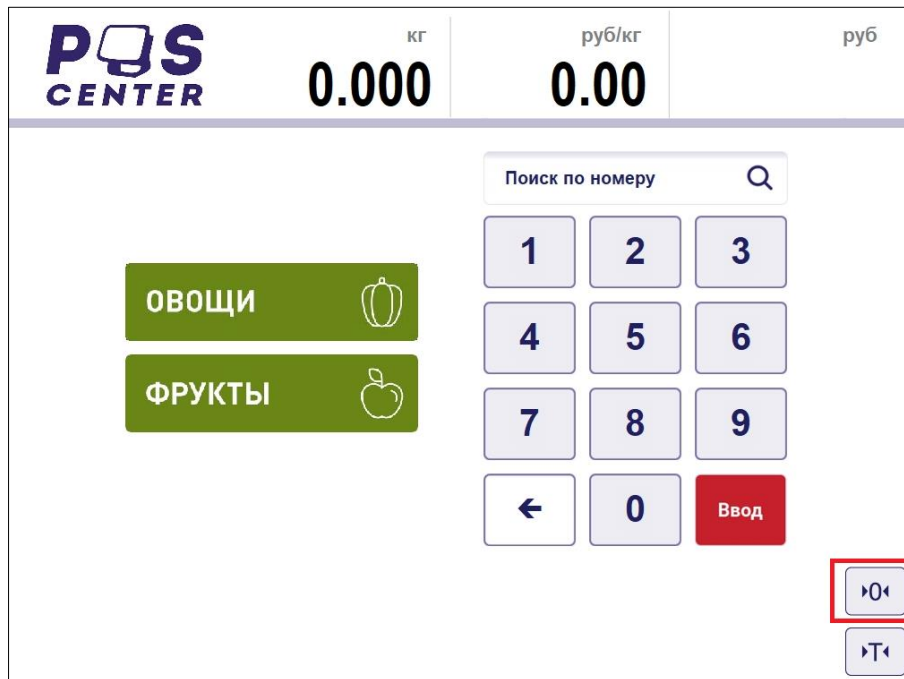 POS
CENTER
кг
0.000
руб/кг
0.00
руб
Поиск по номеру
1 2 3
ОВОЩИ
4 5 6
ФРУКТЫ
7 8 9
0 Ввод
0
T